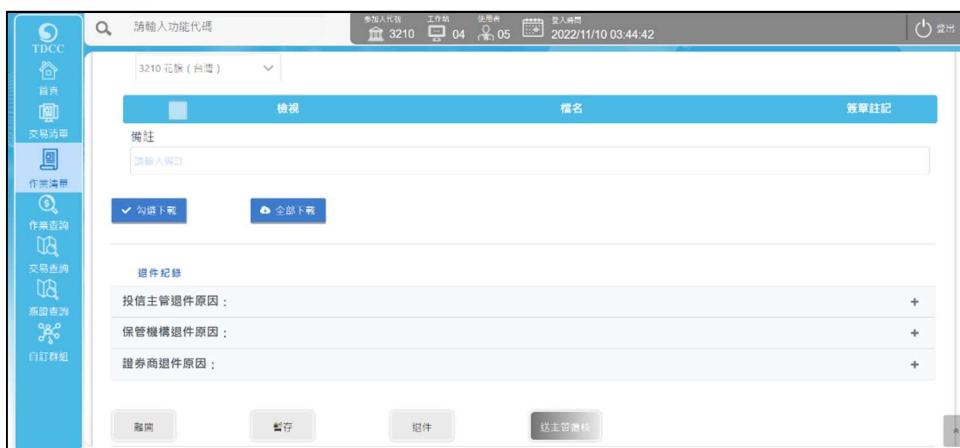 TDCC
首頁
交易清單
作業清單
作業查詢
交易查詢
憑證查詢
自訂群組
請輸入功能代碼
參加人代號 3210
工作站 04
使用者 05
登入時間 2022/11/10 03:44:42
登出
3210 花旗（台灣）
檢視 檔名 簽章註記
備註
請輸入備註
勾選下載 全部下載
退件紀錄
投信主管退件原因：
保管機構退件原因：
證券商退件原因：
離開 暫存 退件 送主管覆核